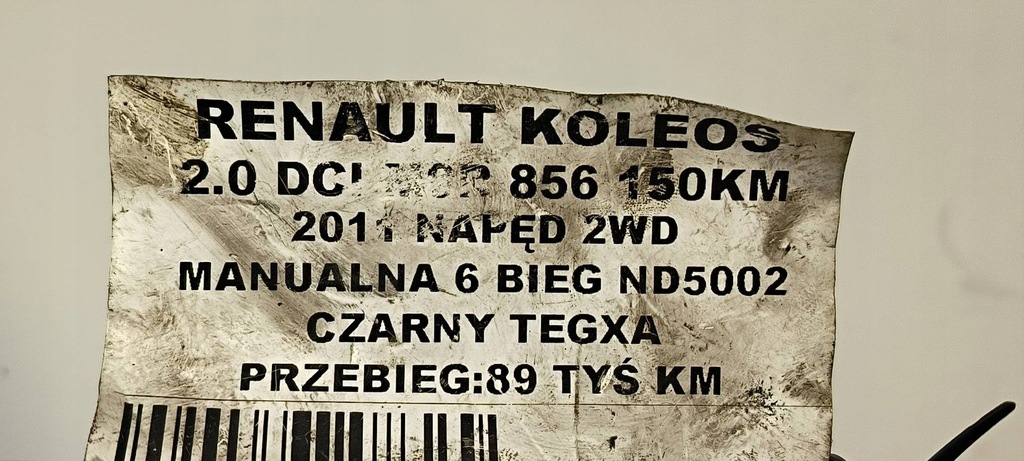 RENAULT KOLEOS
2.0 DCI 856 150KM
2011 NAPĘD 2WD
MANUALNA 6 BIEG ND5002
CZARNY TEGXA
PRZEBIEG:89 TYŚ KM